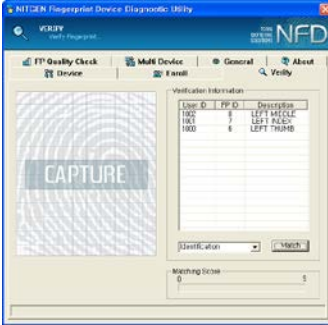 NITGEN Fingerprint Device Diagnostic Utility
VERIFY
Verify Fingerprint...
NFD
FP Quality Check
Multi Device
General
About
Device
Enroll
Verify
CAPTURE
Verification Information
User ID FP ID Description
1002 8 LEFT MIDDLE
1001 7 LEFT INDEX
1000 6 LEFT THUMB
Identification
Match
Matching Score
0 5